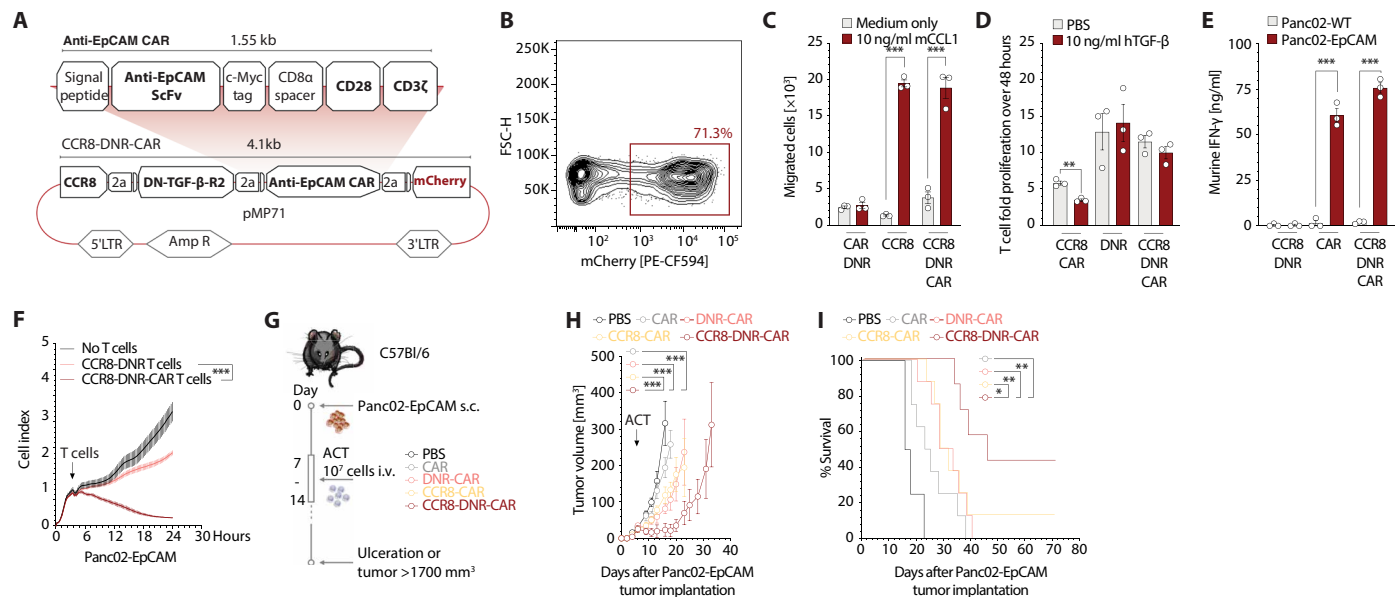 A
Anti-EpCAM CAR
1.55 kb
Signal peptide
Anti-EpCAM ScFv
c-Myc tag
CD8α spacer
CD28
CD3ζ
CCR8-DNR-CAR
4.1kb
CCR8
2a
DN-TGF-β-R2
2a
Anti-EpCAM CAR
2a
mCherry
pMP71
5'LTR
Amp R
3'LTR
B
FSC-H
250K
200K
150K
100K
50K
71.3%
10²
10³
10⁴
10⁵
mCherry [PE-CF594]
C
Medium only
10 ng/ml mCCL1
Migrated cells [×10³]
25
20
15
10
5
0
***
***
CAR DNR
CCR8
CCR8 DNR CAR
D
PBS
10 ng/ml hTGF-β
T cell fold proliferation over 48 hours
25
20
15
10
5
0
**
CCR8 CAR
DNR
CCR8 DNR CAR
E
Panc02-WT
Panc02-EpCAM
Murine IFN-γ [ng/ml]
100
75
50
25
0
***
***
CCR8 DNR
CAR
CCR8 DNR CAR
F
No T cells
CCR8-DNR T cells
CCR8-DNR-CAR T cells
***
Cell index
5
4
3
2
1
0
T cells
0 6 12 18 24 30 Hours
Panc02-EpCAM
G
C57Bl/6
Day
0
Panc02-EpCAM s.c.
7
-
14
ACT
10⁷ cells i.v.
PBS
CAR
DNR-CAR
CCR8-CAR
CCR8-DNR-CAR
Ulceration or
tumor >1700 mm³
H
PBS CAR DNR-CAR
CCR8-CAR CCR8-DNR-CAR
Tumor volume [mm³]
500
400
300
200
100
0
***
***
***
***
ACT
0 10 20 30 40
Days after Panc02-EpCAM
tumor implantation
I
PBS CAR DNR-CAR
CCR8-CAR CCR8-DNR-CAR
% Survival
100
80
60
40
20
0
**
**
**
*
0 10 20 30 40 50 60 70 80
Days after Panc02-EpCAM
tumor implantation